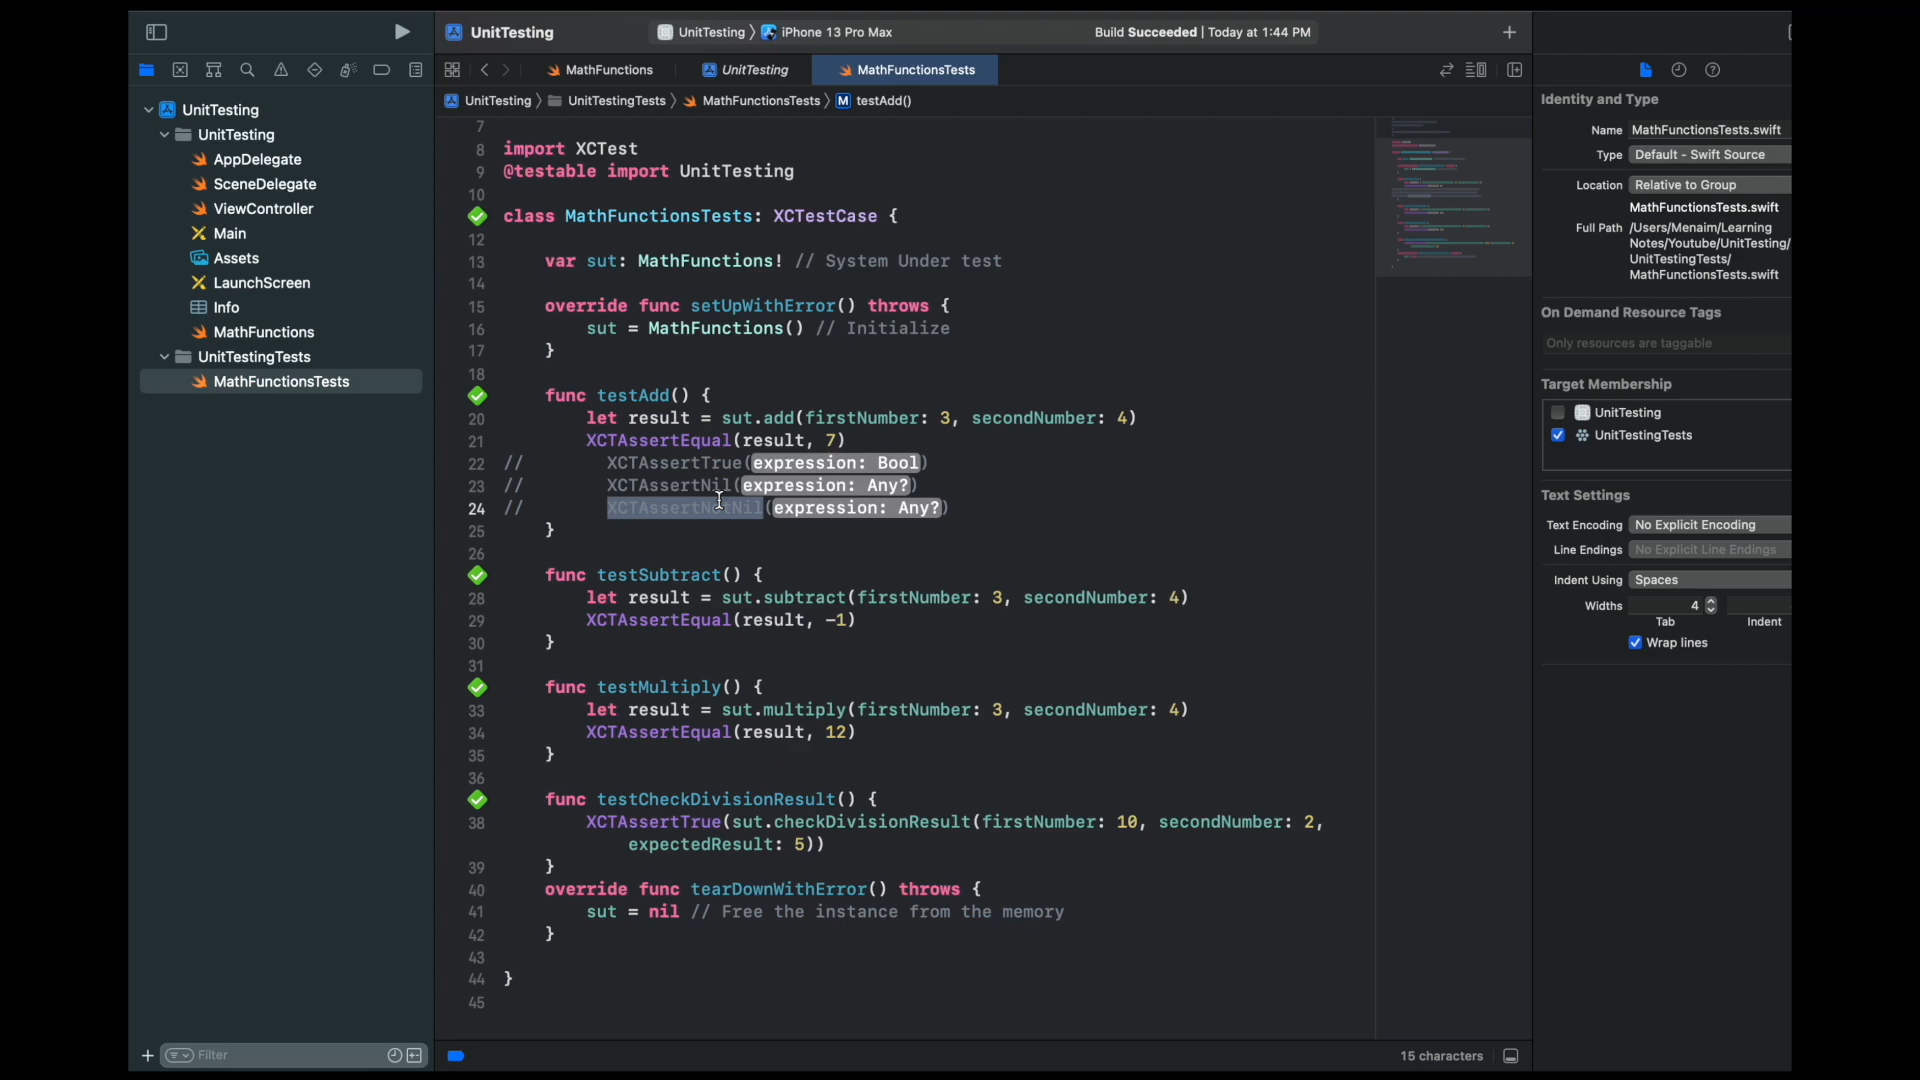 UnitTesting
UnitTesting 〉 iPhone 13 Pro Max
Build Succeeded | Today at 1:44 PM
MathFunctions
UnitTesting
MathFunctionsTests
UnitTesting 〉 UnitTestingTests 〉 MathFunctionsTests 〉 M testAdd()
UnitTesting
UnitTesting
AppDelegate
SceneDelegate
ViewController
Main
Assets
LaunchScreen
Info
MathFunctions
UnitTestingTests
MathFunctionsTests
Filter
7
8 import XCTest
9 @testable import UnitTesting
10
class MathFunctionsTests: XCTestCase {
12
13 var sut: MathFunctions! // System Under test
14
15 override func setUpWithError() throws {
16 sut = MathFunctions() // Initialize
17 }
18
func testAdd() {
20 let result = sut.add(firstNumber: 3, secondNumber: 4)
21 XCTAssertEqual(result, 7)
22 // XCTAssertTrue(expression: Bool)
23 // XCTAssertNil(expression: Any?)
24 // XCTAssertNotNil(expression: Any?)
25 }
26
func testSubtract() {
28 let result = sut.subtract(firstNumber: 3, secondNumber: 4)
29 XCTAssertEqual(result, -1)
30 }
31
func testMultiply() {
33 let result = sut.multiply(firstNumber: 3, secondNumber: 4)
34 XCTAssertEqual(result, 12)
35 }
36
func testCheckDivisionResult() {
38 XCTAssertTrue(sut.checkDivisionResult(firstNumber: 10, secondNumber: 2,
expectedResult: 5))
39 }
40 override func tearDownWithError() throws {
41 sut = nil // Free the instance from the memory
42 }
43
44 }
45
15 characters
Identity and Type
Name MathFunctionsTests.swift
Type Default - Swift Source
Location Relative to Group
MathFunctionsTests.swift
Full Path /Users/Menaim/Learning
Notes/Youtube/UnitTesting/
UnitTestingTests/
MathFunctionsTests.swift
On Demand Resource Tags
Only resources are taggable
Target Membership
UnitTesting
UnitTestingTests
Text Settings
Text Encoding No Explicit Encoding
Line Endings No Explicit Line Endings
Indent Using Spaces
Widths 4
Tab Indent
Wrap lines